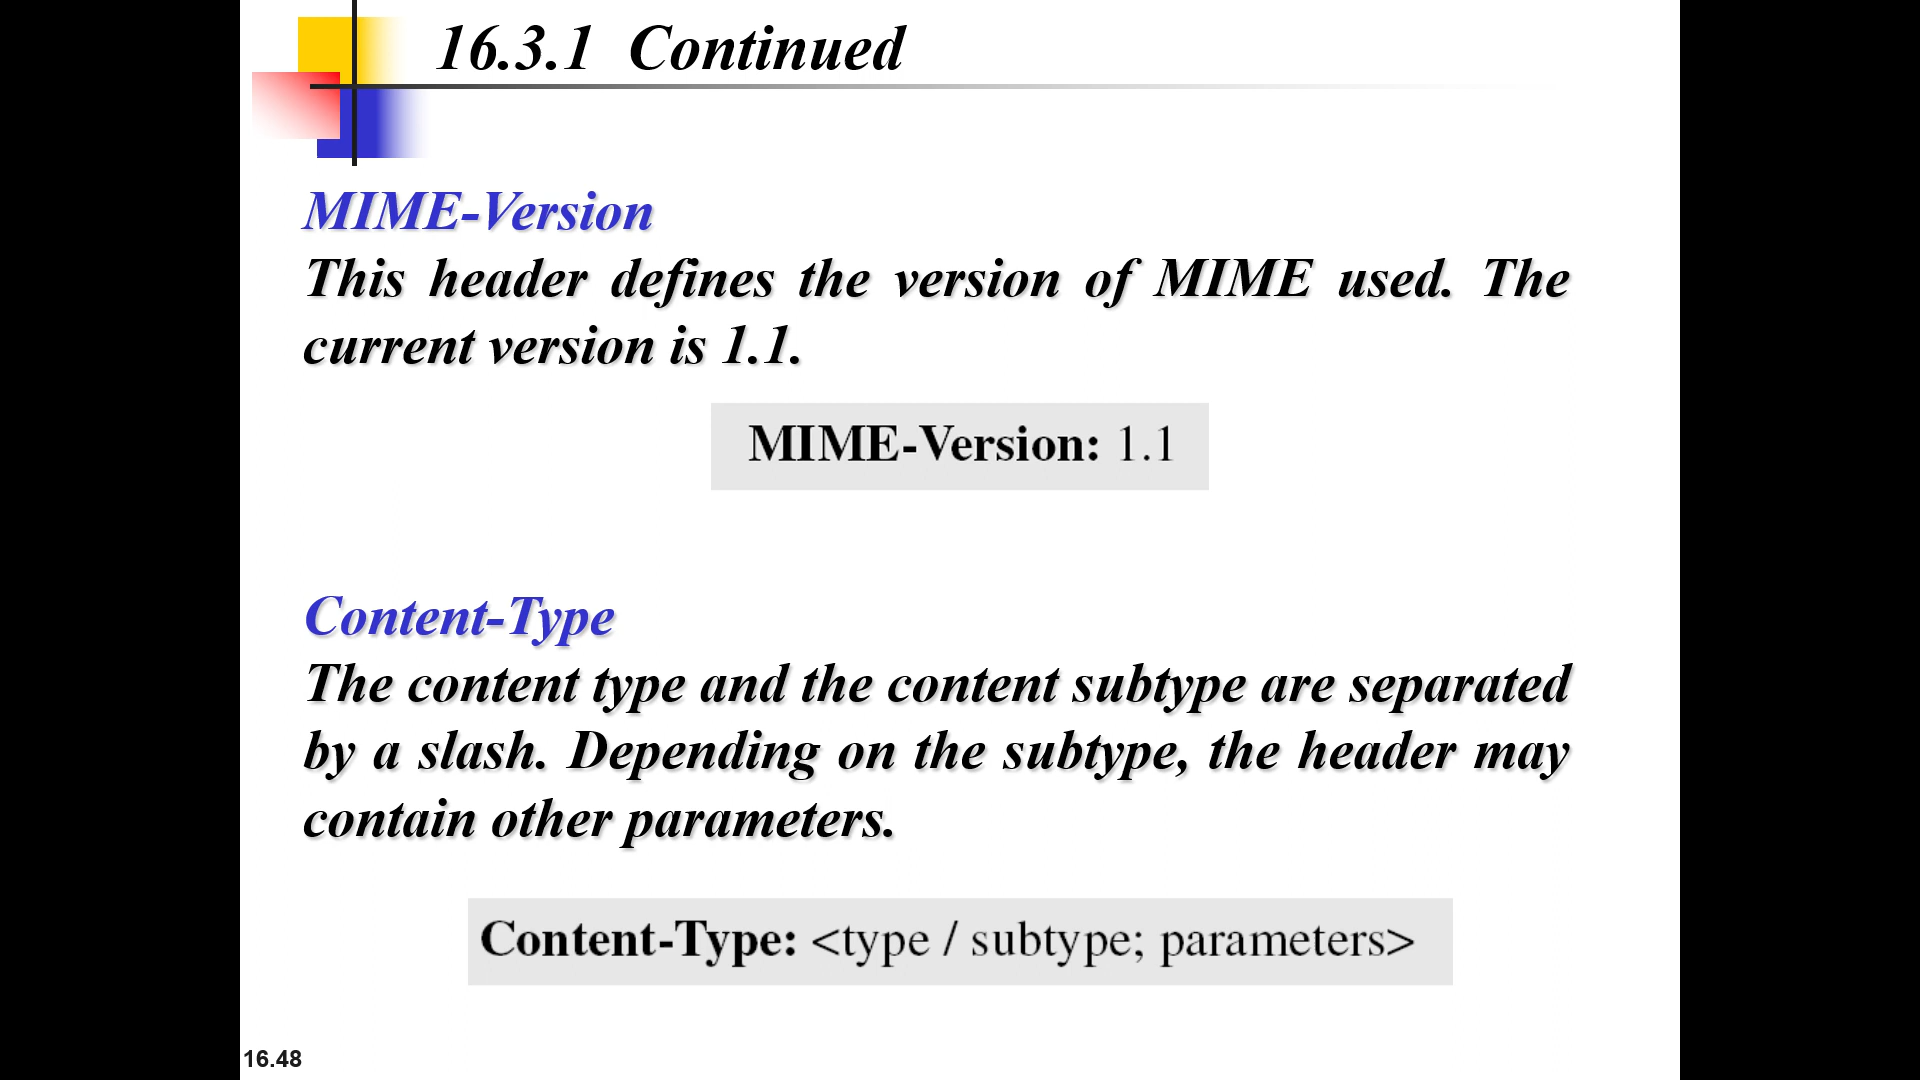 16.3.1 Continued
MIME-Version
This header defines the version of MIME used. The
current version is 1.1.
MIME-Version: 1.1
Content-Type
The content type and the content subtype are separated
by a slash. Depending on the subtype, the header may
contain other parameters.
Content-Type: <type / subtype; parameters>
16.48